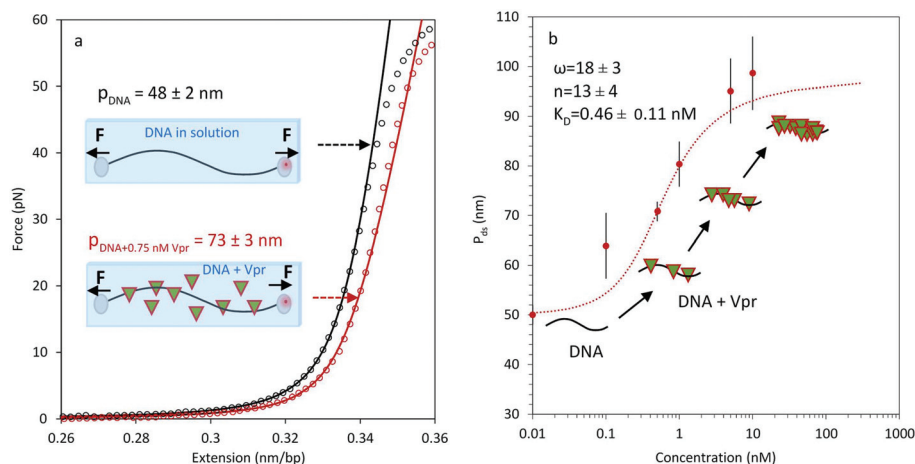 a
60
50
40
30
20
10
0
Force (pN)
p_DNA = 48 ± 2 nm
F
DNA in solution
F
p_DNA+0.75 nM Vpr = 73 ± 3 nm
F
DNA + Vpr
F
0.26
0.3
0.32
0.34
0.36
Extension (nm/bp)
b
110
100
90
80
70
60
50
40
30
P_ds (nm)
ω=18 ± 3
n=13 ± 4
K_D=0.46 ± 0.11 nM
DNA
DNA + Vpr
0.01
0.1
1
10
100
1000
Concentration (nM)